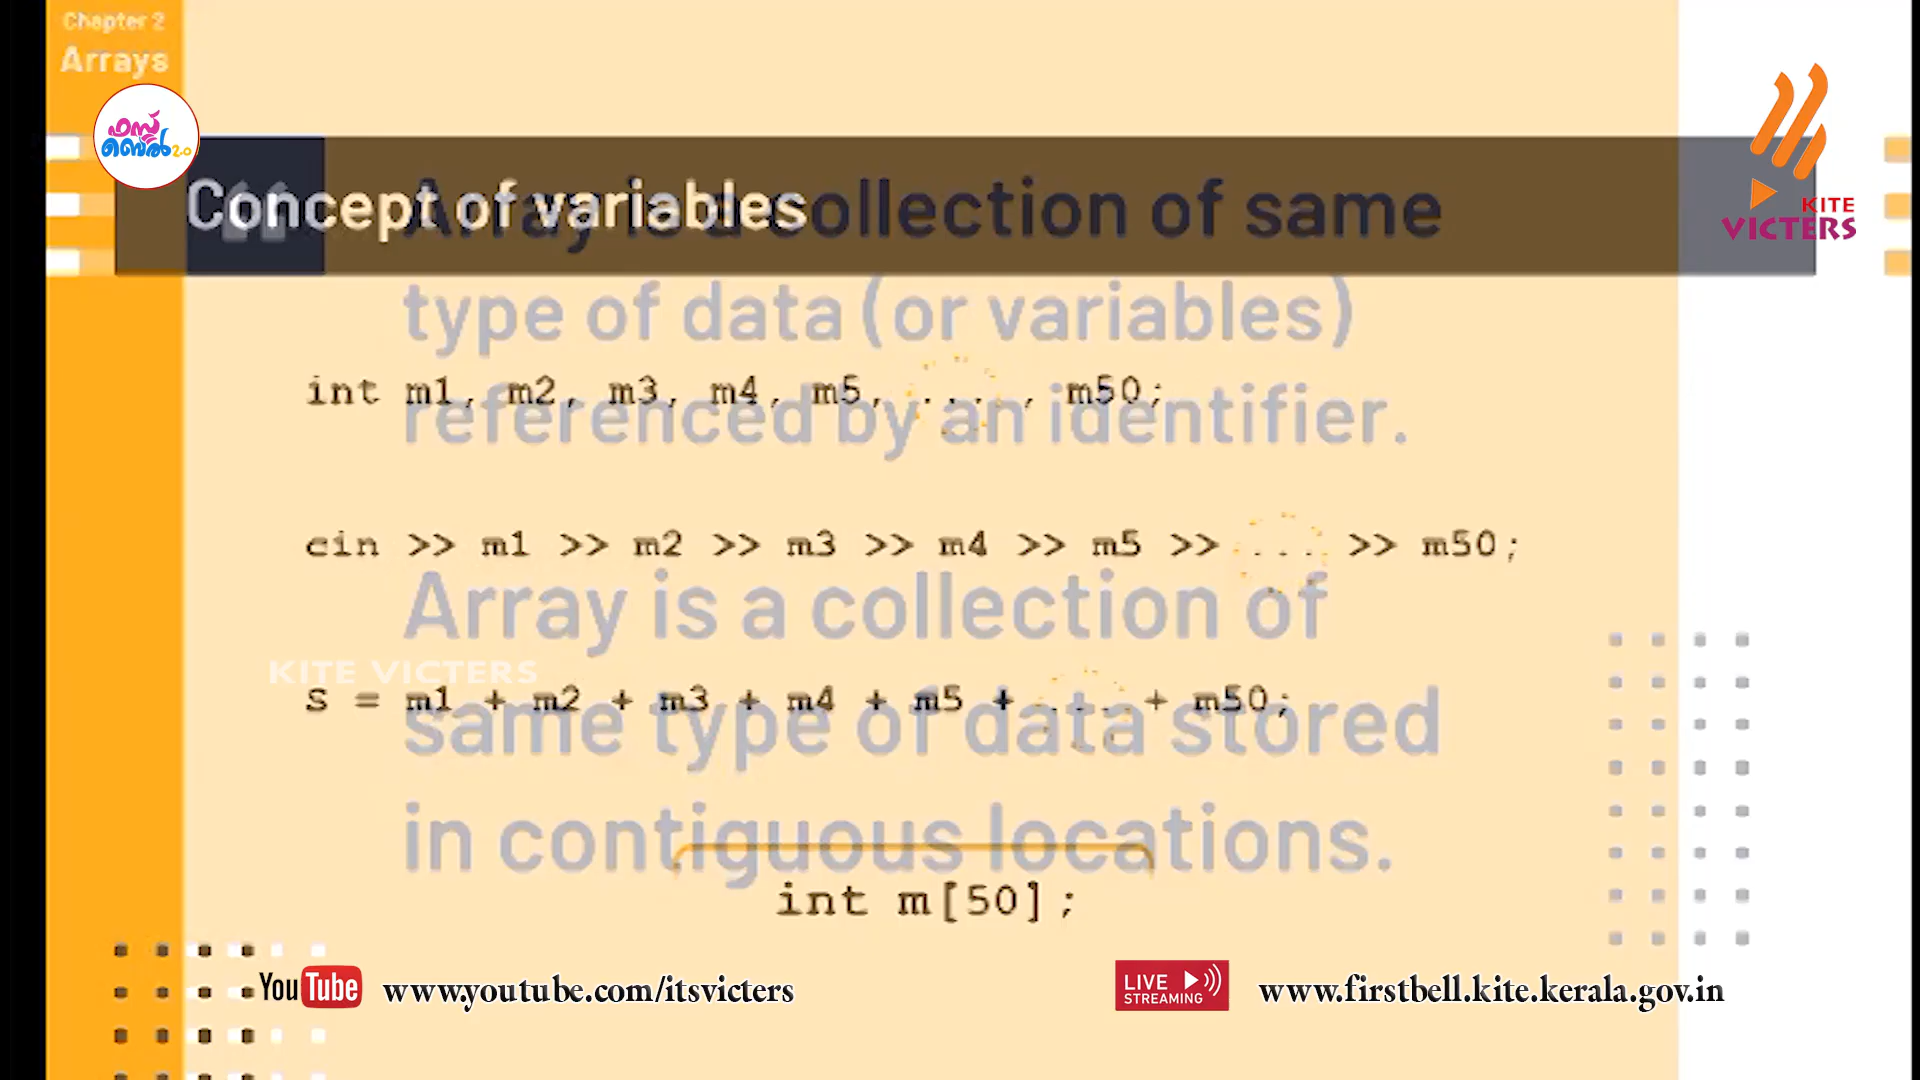 Chapter 2
Arrays
ഫസ്റ്റ്
ബെൽ 2.0
Concept of variables
Array is a collection of same
type of data (or variables)
referenced by an identifier.
int m1, m2, m3, m4, m5, ...., m50;
cin >> m1 >> m2 >> m3 >> m4 >> m5 >> .... >> m50;
Array is a collection of
same type of data stored
in contiguous locations.
KITE VICTERS
S = m1 + m2 + m3 + m4 + m5 + ....+ m50;
int m[50];
KITE
VICTERS
YouTube www.youtube.com/itsvicters
LIVE
STREAMING
www.firstbell.kite.kerala.gov.in